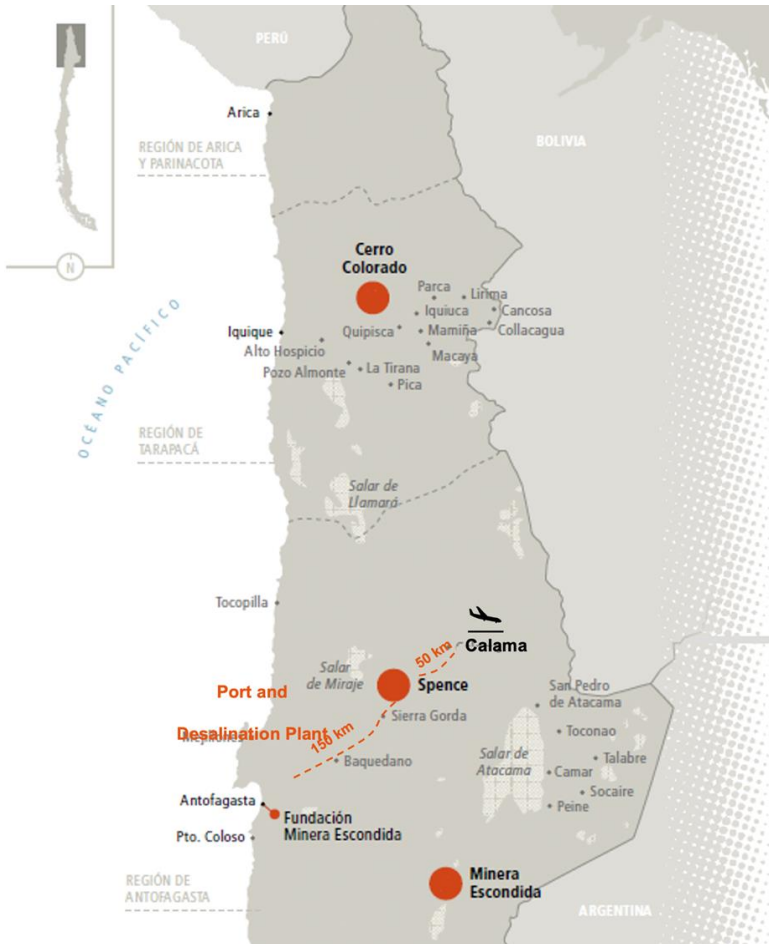 PERÚ
Arica
REGIÓN DE ARICA
Y PARINACOTA
BOLIVIA
N
Cerro
Colorado
Parca
Lirima
Iquiuca
Cancosa
Iquique
Quipisca
Mamiña
Collacagua
Alto Hospicio
Macaya
Pozo Almonte
La Tirana
Pica
OCÉANO PACÍFICO
REGIÓN DE
TARAPACÁ
Salar de
Llamará
Tocopilla
Calama
50 km
Salar
de Miraje
Spence
Port and
San Pedro
de Atacama
Sierra Gorda
Desalination Plant
Mejillones
150 km
Toconao
Salar de
Atacama
Baquedano
Talabre
Camar
Socaire
Peine
Antofagasta
Fundación
Minera Escondida
Pto. Coloso
Minera
Escondida
REGIÓN DE
ANTOFAGASTA
ARGENTINA